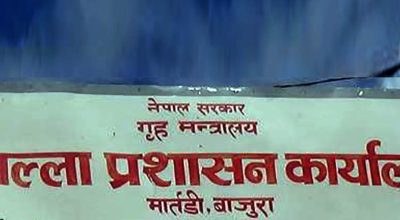 नेपाल सरकार
गृह मन्त्रालय
ल्ला प्रशासन कार्याल
मार्तडी, बाजुरा